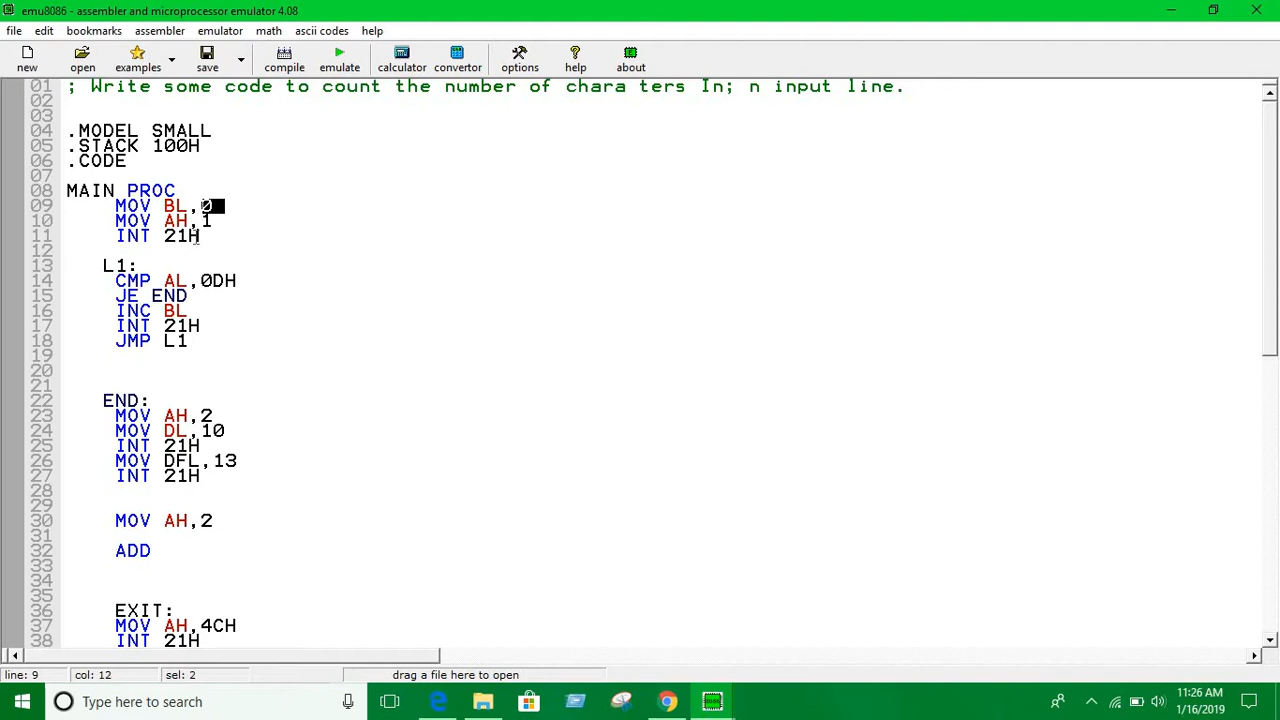 emu8086 - assembler and microprocessor emulator 4.08
file edit bookmarks assembler emulator math ascii codes help
new open examples save compile emulate calculator convertor options help about
01 ; Write some code to count the number of chara ters In; n input line.
02
03
04 .MODEL SMALL
05 .STACK 100H
06 .CODE
07
08 MAIN PROC
09 MOV BL,0
10 MOV AH,1
11 INT 21H
12
13 L1:
14 CMP AL,0DH
15 JE END
16 INC BL
17 INT 21H
18 JMP L1
19
20
21
22 END:
23 MOV AH,2
24 MOV DL,10
25 INT 21H
26 MOV DFL,13
27 INT 21H
28
29
30 MOV AH,2
31
32 ADD
33
34
35
36 EXIT:
37 MOV AH,4CH
38 INT 21H
line: 9 col: 12 sel: 2 drag a file here to open
Type here to search
11:26 AM
1/16/2019